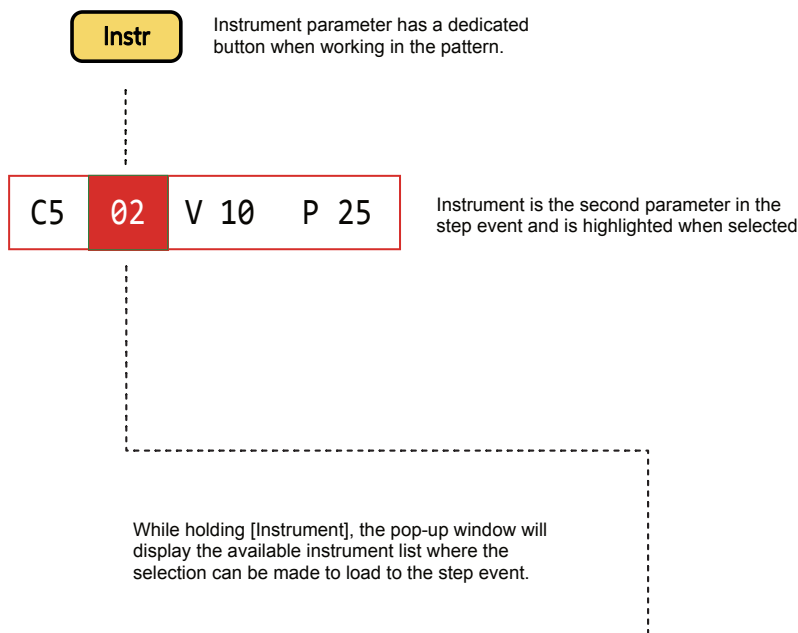 Instr
Instrument parameter has a dedicated
button when working in the pattern.
C5 02 V 10 P 25
Instrument is the second parameter in the
step event and is highlighted when selected
While holding [Instrument], the pop-up window will
display the available instrument list where the
selection can be made to load to the step event.